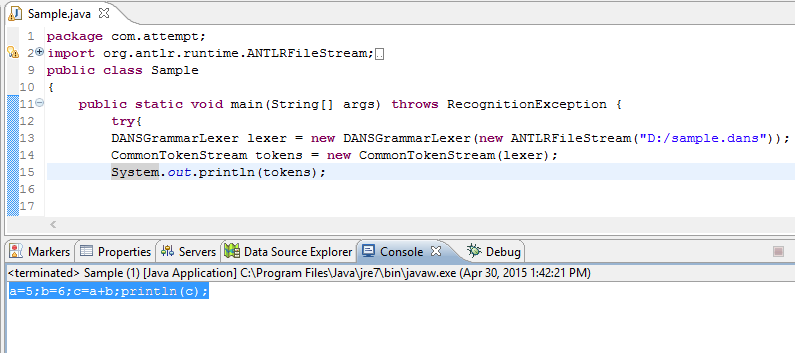 Sample.java
1 package com.attempt;
2 import org.antlr.runtime.ANTLRFileStream;
9 public class Sample
10 {
11 public static void main(String[] args) throws RecognitionException {
12 try{
13 DANSGrammarLexer lexer = new DANSGrammarLexer(new ANTLRFileStream("D:/sample.dans"));
14 CommonTokenStream tokens = new CommonTokenStream(lexer);
15 System.out.println(tokens);
16
17
Markers Properties Servers Data Source Explorer Console Debug
<terminated> Sample (1) [Java Application] C:\Program Files\Java\jre7\bin\javaw.exe (Apr 30, 2015 1:42:21 PM)
a=5;b=6;c=a+b;println(c);